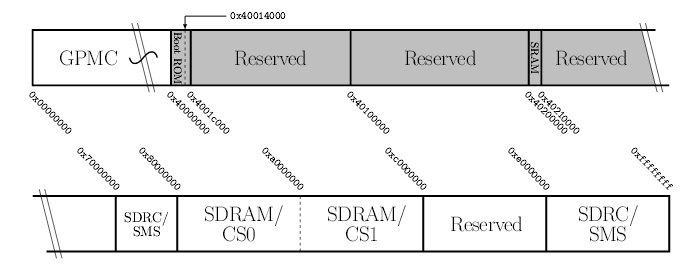 0x40014000
GPMC
Boot ROM
Reserved
Reserved
SRAM
Reserved
0x00000000
0x40000000
0x4001c000
0x40100000
0x40200000
0x40210000
0x70000000
0x80000000
0xa0000000
0xc0000000
0xe0000000
0xffffffff
SDRC/
SMS
SDRAM/
CS0
SDRAM/
CS1
Reserved
SDRC/
SMS